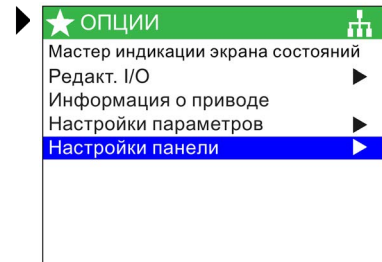 ОПЦИИ
Мастер индикации экрана состояний
Редакт. I/O
Информация о приводе
Настройки параметров
Настройки панели